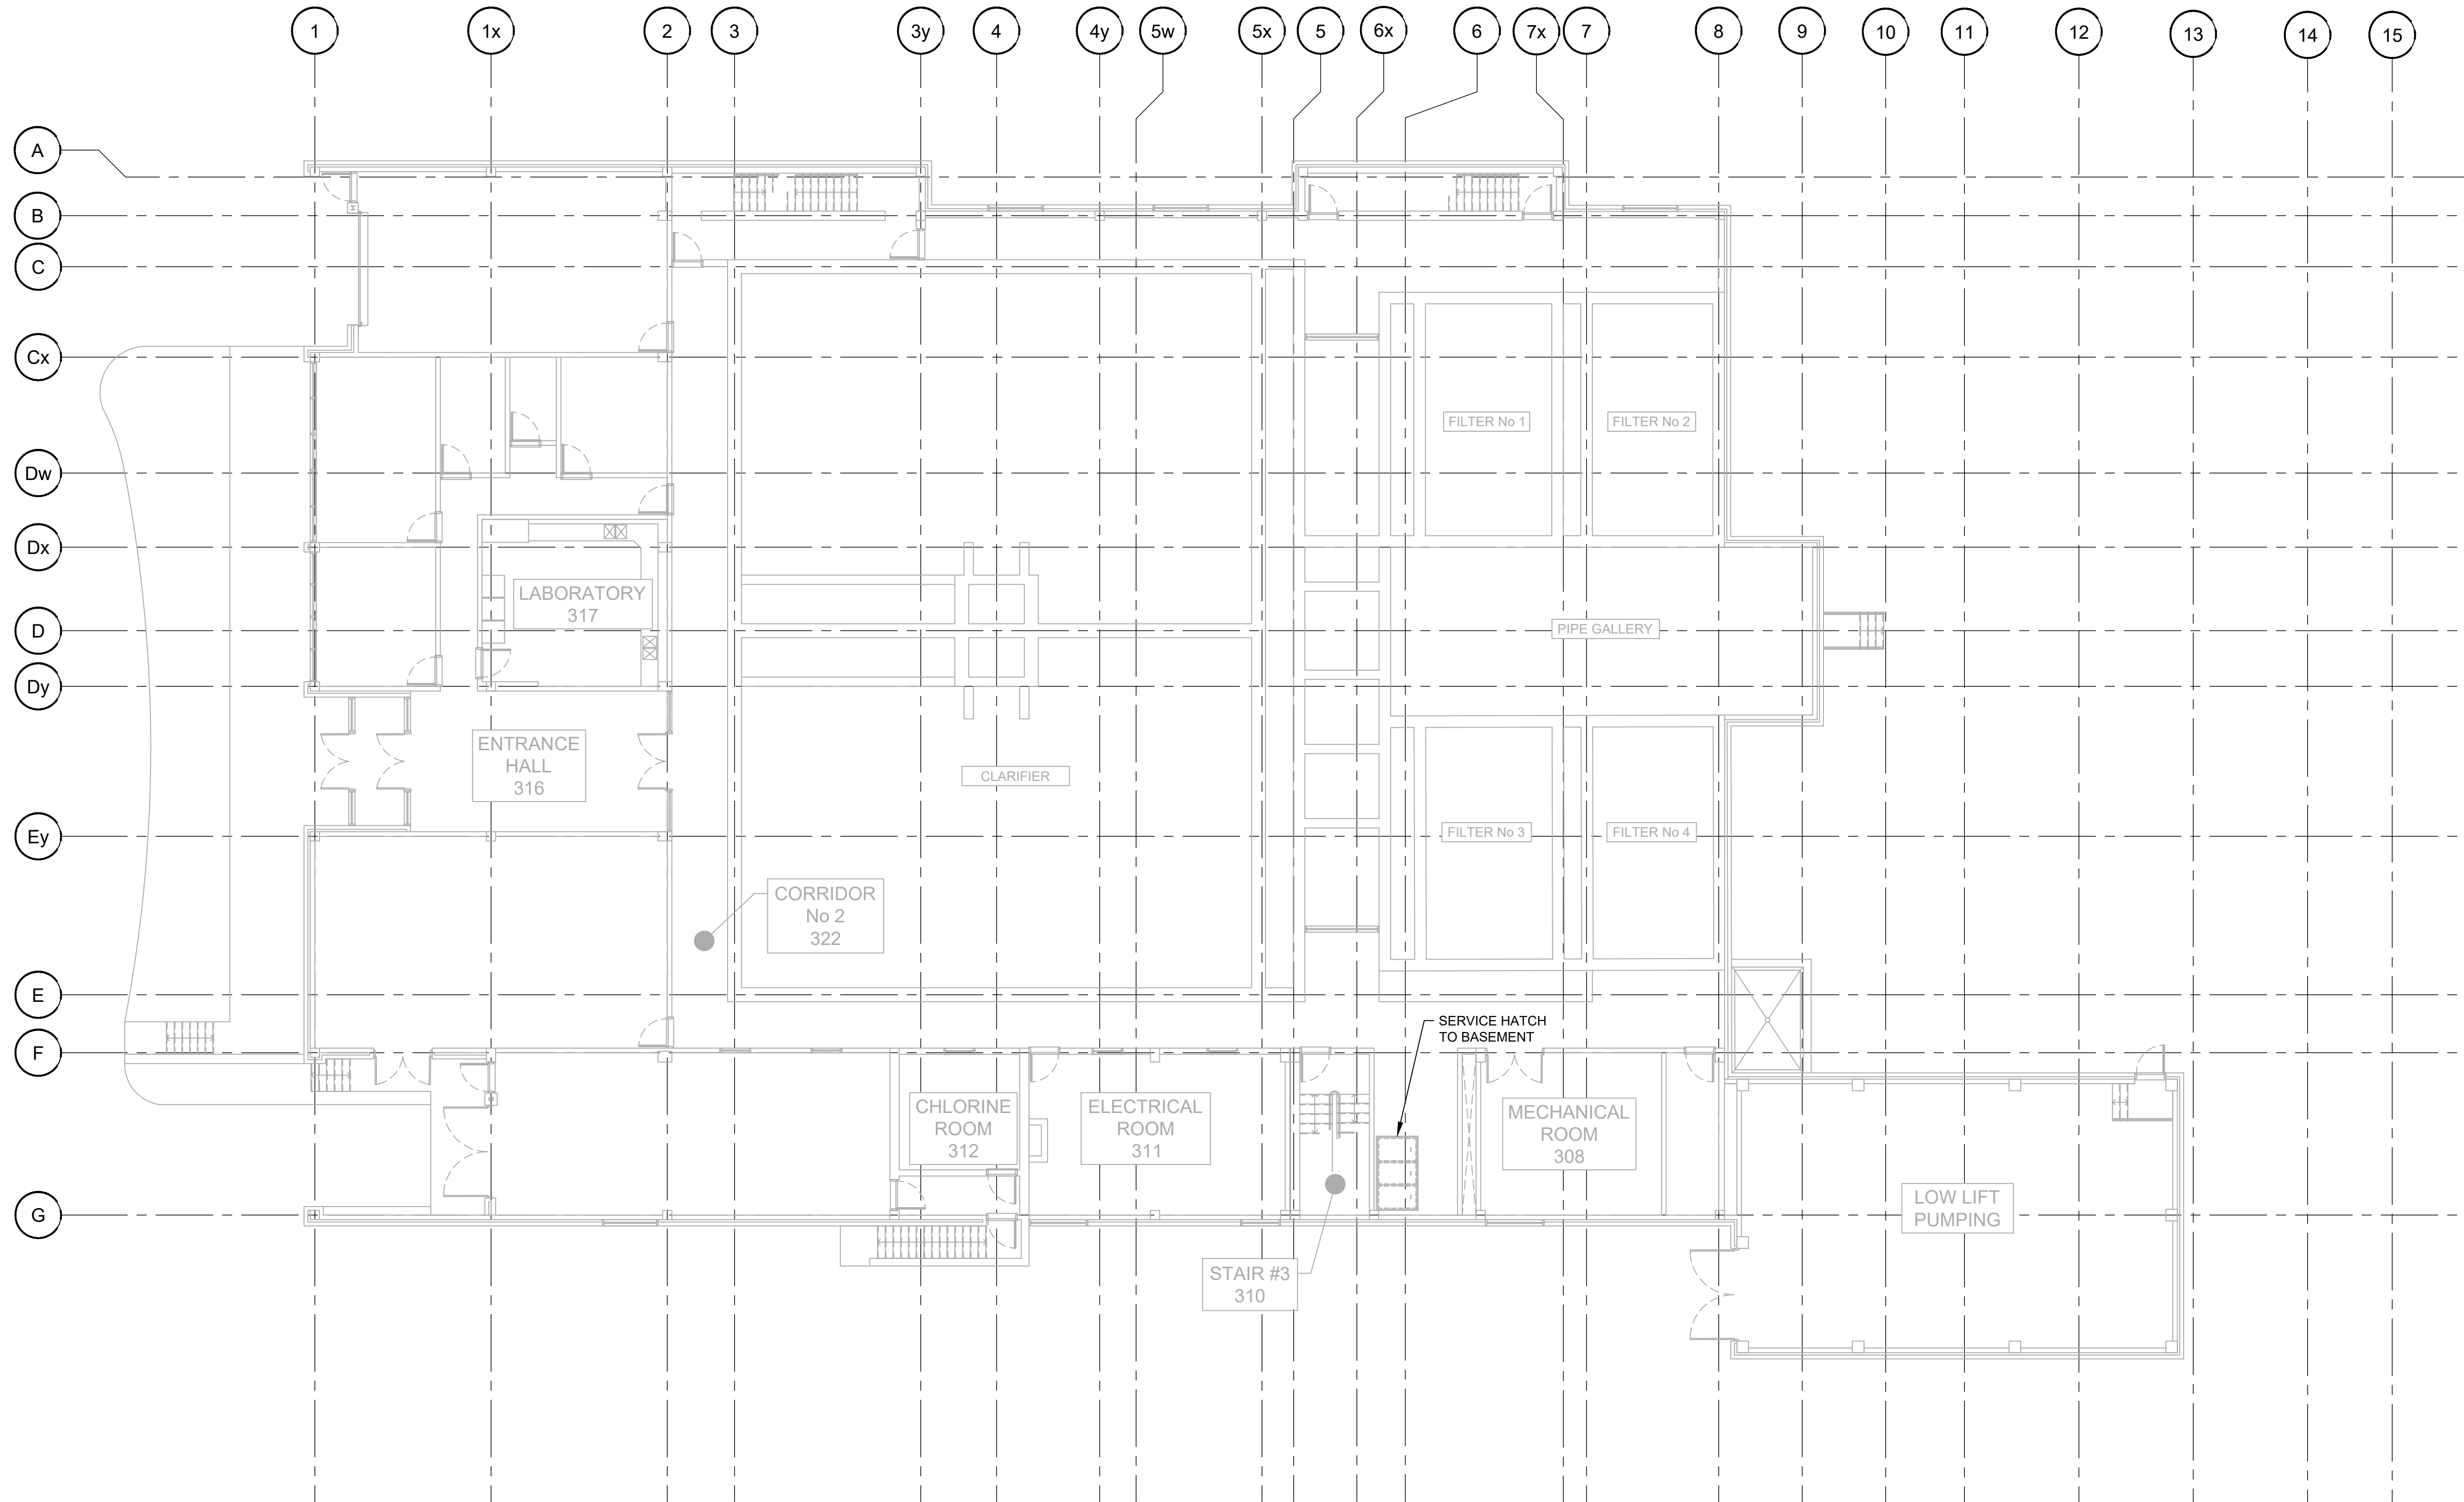 1
1x
2
3
3y
4
4y
5w
5x
5
6x
6
7x
7
8
9
10
11
12
13
14
15
A
B
C
Cx
Dw
Dx
D
Dy
Ey
E
F
G
FILTER No 1
FILTER No 2
LABORATORY
317
PIPE GALLERY
ENTRANCE
HALL
316
CLARIFIER
FILTER No 3
FILTER No 4
CORRIDOR
No 2
322
SERVICE HATCH
TO BASEMENT
CHLORINE
ROOM
312
ELECTRICAL
ROOM
311
MECHANICAL
ROOM
308
LOW LIFT
PUMPING
STAIR #3
310